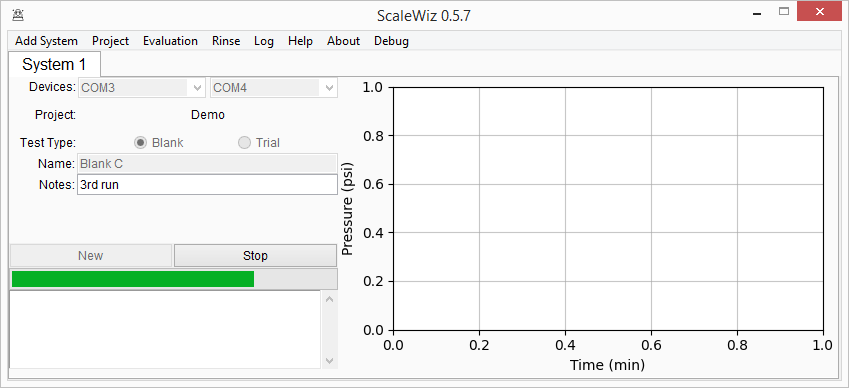 ScaleWiz 0.5.7
Add System Project Evaluation Rinse Log Help About Debug
System 1
Devices: COM3 COM4
Project: Demo
Test Type: Blank Trial
Name: Blank C
Notes: 3rd run
New Stop
Pressure (psi)
1.0
0.8
0.6
0.4
0.2
0.0
0.0 0.2 0.4 0.6 0.8 1.0
Time (min)